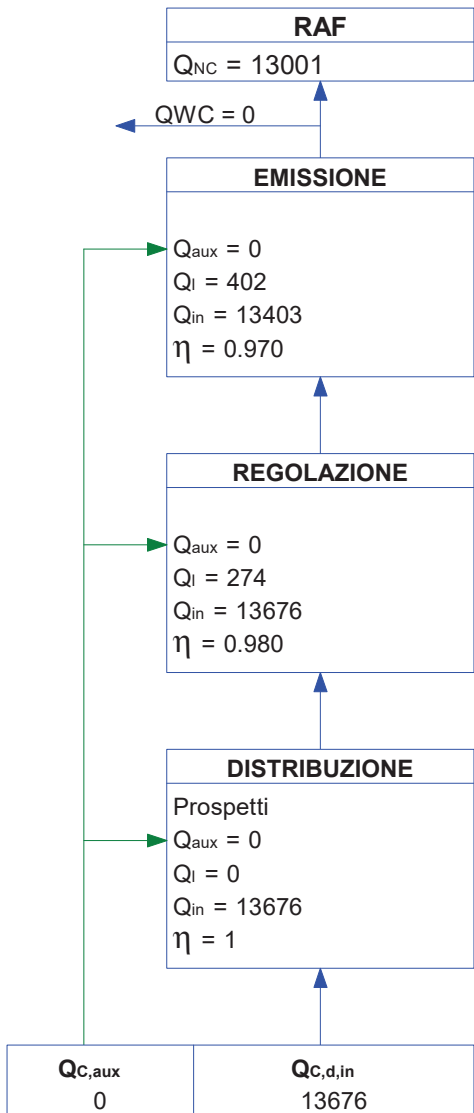 RAF
QNC = 13001
QWC = 0
EMISSIONE
Qaux = 0
Ql = 402
Qin = 13403
η = 0.970
REGOLAZIONE
Qaux = 0
Ql = 274
Qin = 13676
η = 0.980
DISTRIBUZIONE
Prospetti
Qaux = 0
Ql = 0
Qin = 13676
η = 1
QC,aux QC,d,in
0 13676